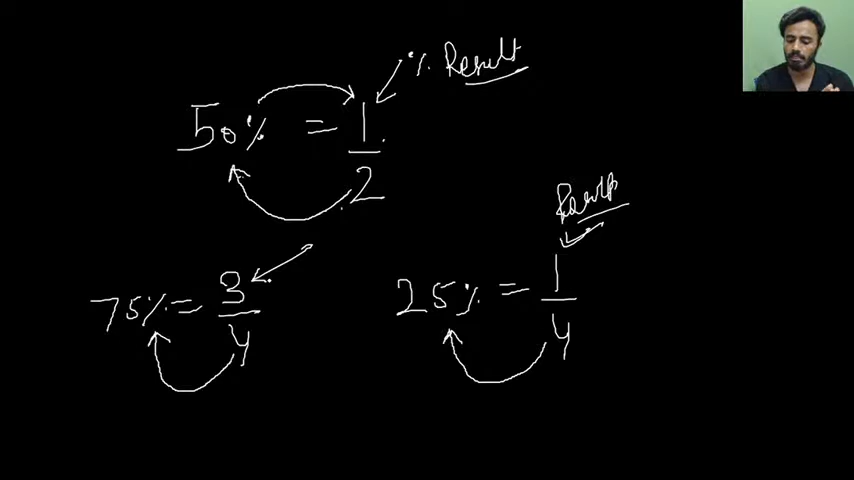 % Result
50% = 1/2
Result
75% = 3/4
25% = 1/4